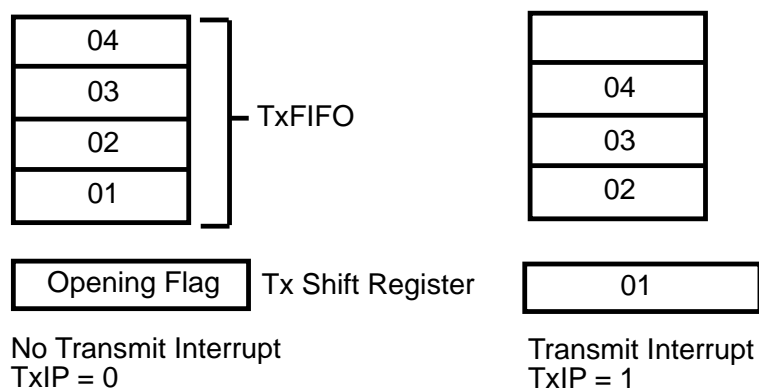 04
03
02
01
TxFIFO
Opening Flag
Tx Shift Register
No Transmit Interrupt
TxIP = 0
04
03
02
01
Transmit Interrupt
TxIP = 1